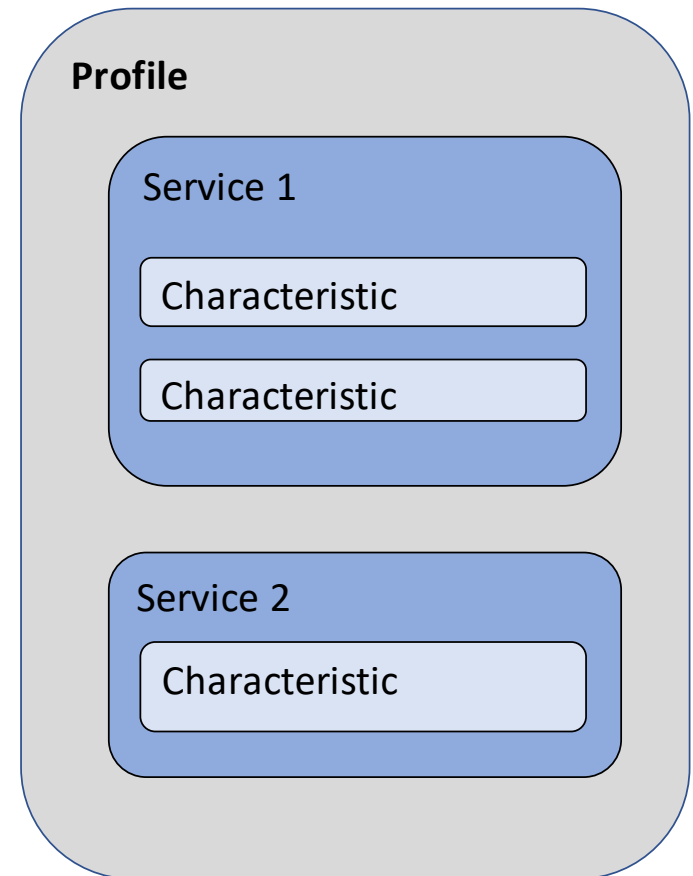 Profile
Service 1
Characteristic
Characteristic
Service 2
Characteristic